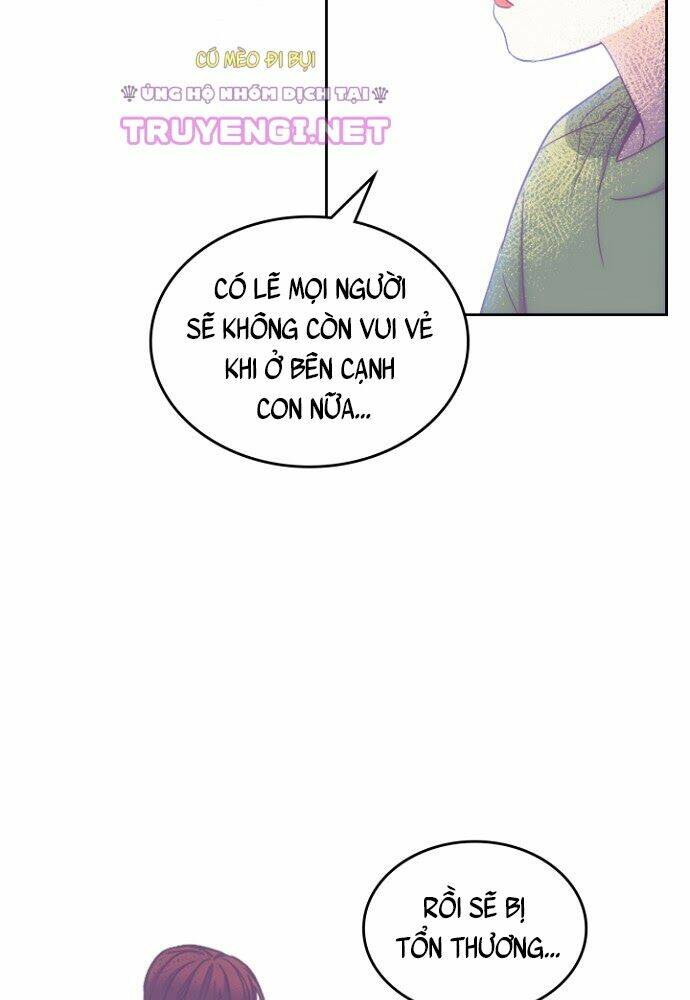 CÚ MÈO ĐI BỤI
ỦNG HỘ NHÓM DỊCH TẠI
TRUYENGI.NET
CÓ LẼ MỌI NGƯỜI
SẼ KHÔNG CÒN VUI VẺ
KHI Ở BÊN CẠNH
CON NỮA...
RỒI SẼ BỊ
TỔN THƯƠNG...